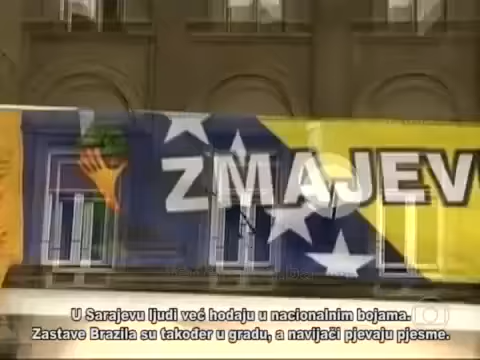 ZMAJEV
U Sarajevu ljudi već hodaju u nacionalnim bojama.
Zastave Brazila su također u gradu, a navijači pjevaju pjesme.